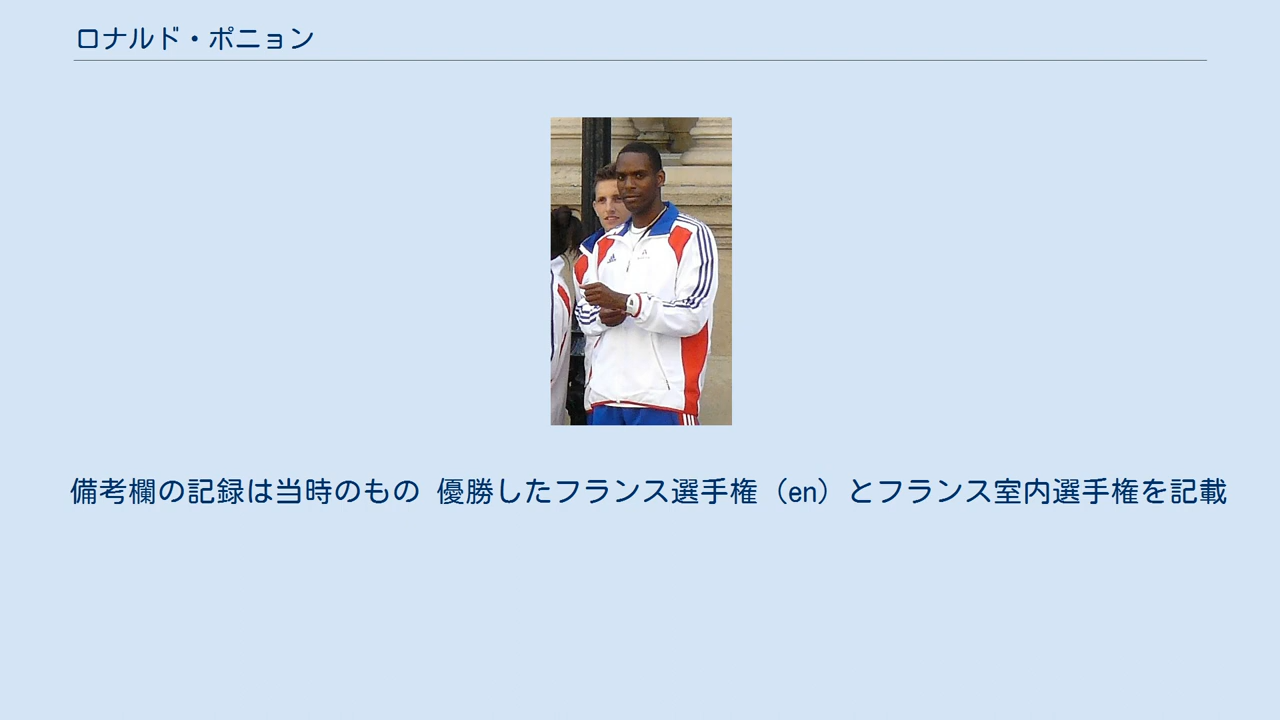 ロナルド・ポニョン
備考欄の記録は当時のもの 優勝したフランス選手権（en）とフランス室内選手権を記載